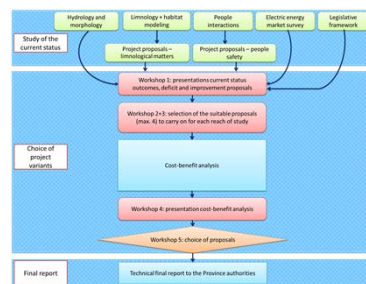 Hydrology and
morphology
Limnology + habitat
modeling
People
interactions
Electric energy
market survey
Legislative
framework
Study of the
current status
Project proposals –
limnological matters
Project proposals – people
safety
Workshop 1: presentations current status
outcomes, deficit and improvement proposals
Workshop 2+3: selection of the suitable proposals
(max. 4) to carry on for each reach of study
Choice of
project
variants
Cost-benefit analysis
Workshop 4: presentation cost-benefit analysis
Workshop 5: choice of proposals
Final report
Technical final report to the Province authorities